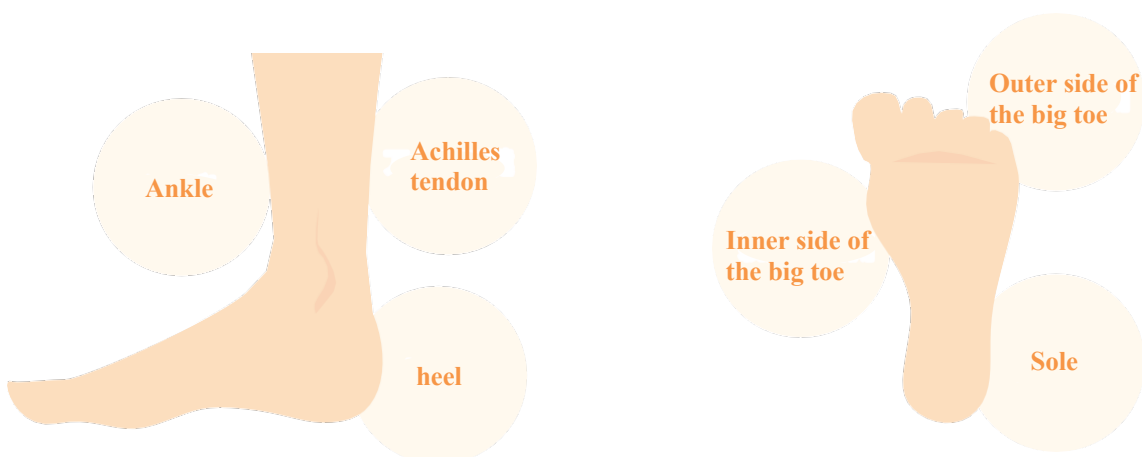 Ankle
Achilles
tendon
heel
Outer side of
the big toe
Inner side of
the big toe
Sole